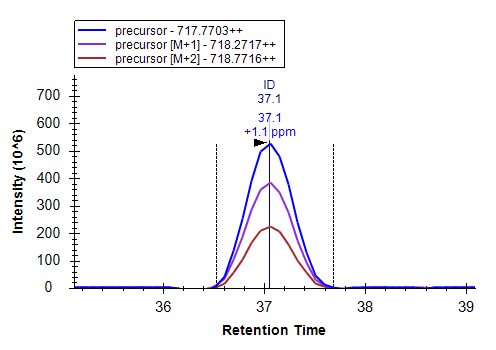 precursor - 717.7703++
precursor [M+1] - 718.2717++
precursor [M+2] - 718.7716++
ID
37.1
37.1
+1.1 ppm
700
600
500
400
300
200
100
0
Intensity (10^6)
36 37 38 39
Retention Time